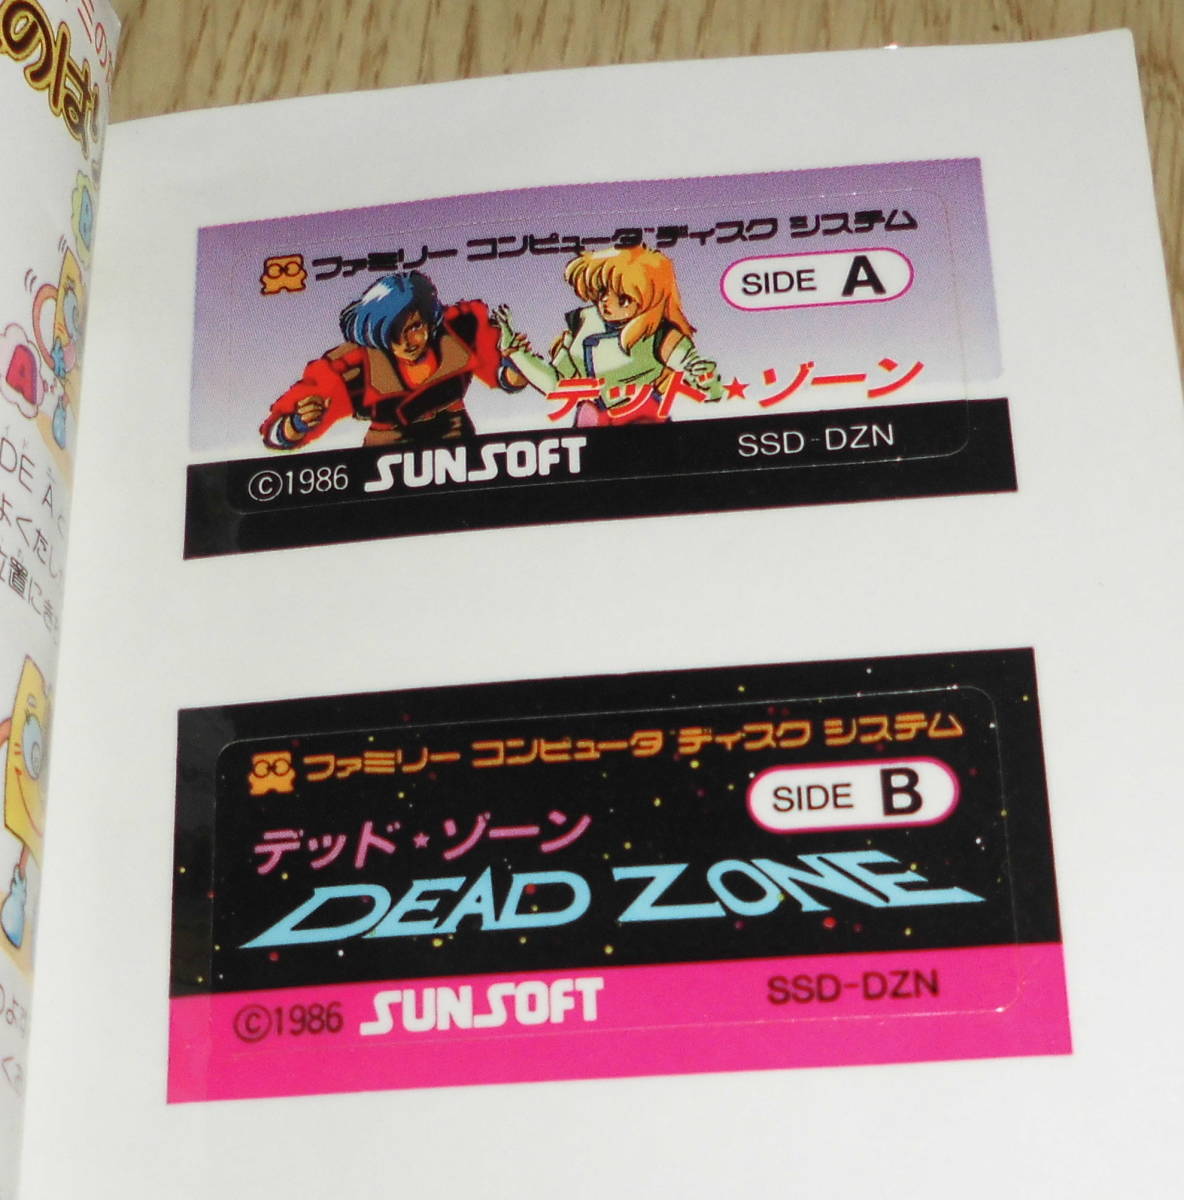 ファミリー コンピュータ ディスク システム
SIDE A
デッド★ゾーン
©1986 SUNSOFT
SSD-DZN
ファミリー コンピュータ ディスク システム
SIDE B
デッド★ゾーン
DEAD ZONE
©1986 SUNSOFT
SSD-DZN